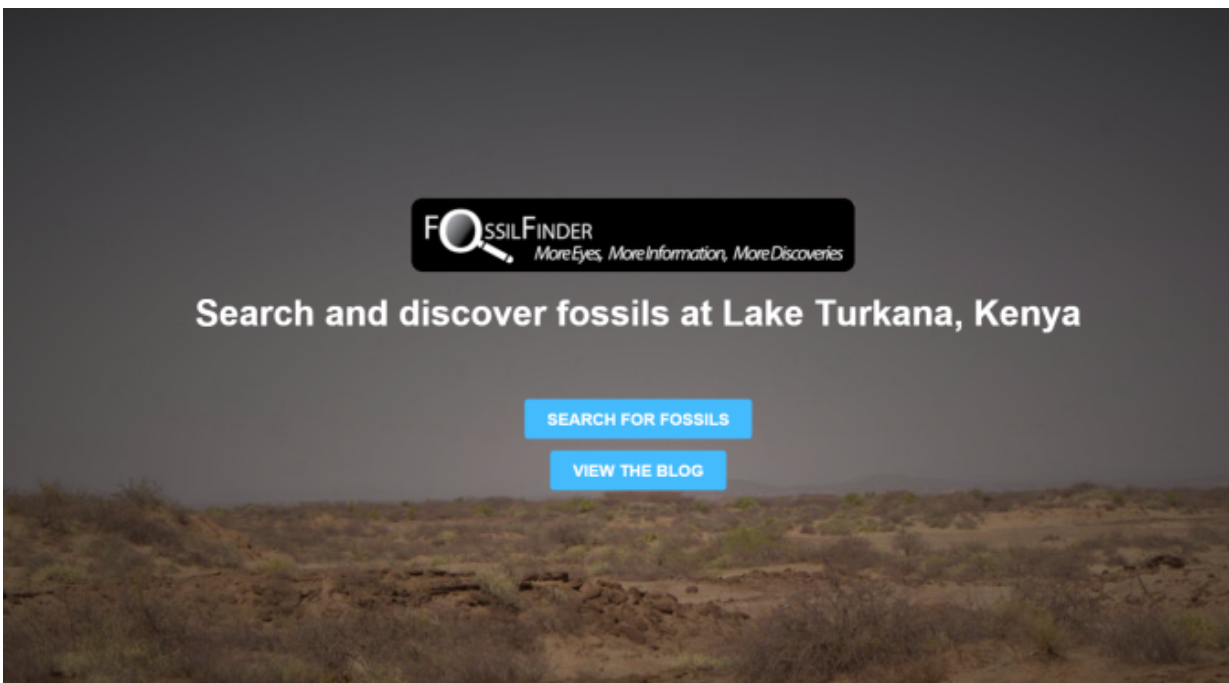 FOSSILFINDER
More Eyes, More Information, More Discoveries
Search and discover fossils at Lake Turkana, Kenya
SEARCH FOR FOSSILS
VIEW THE BLOG